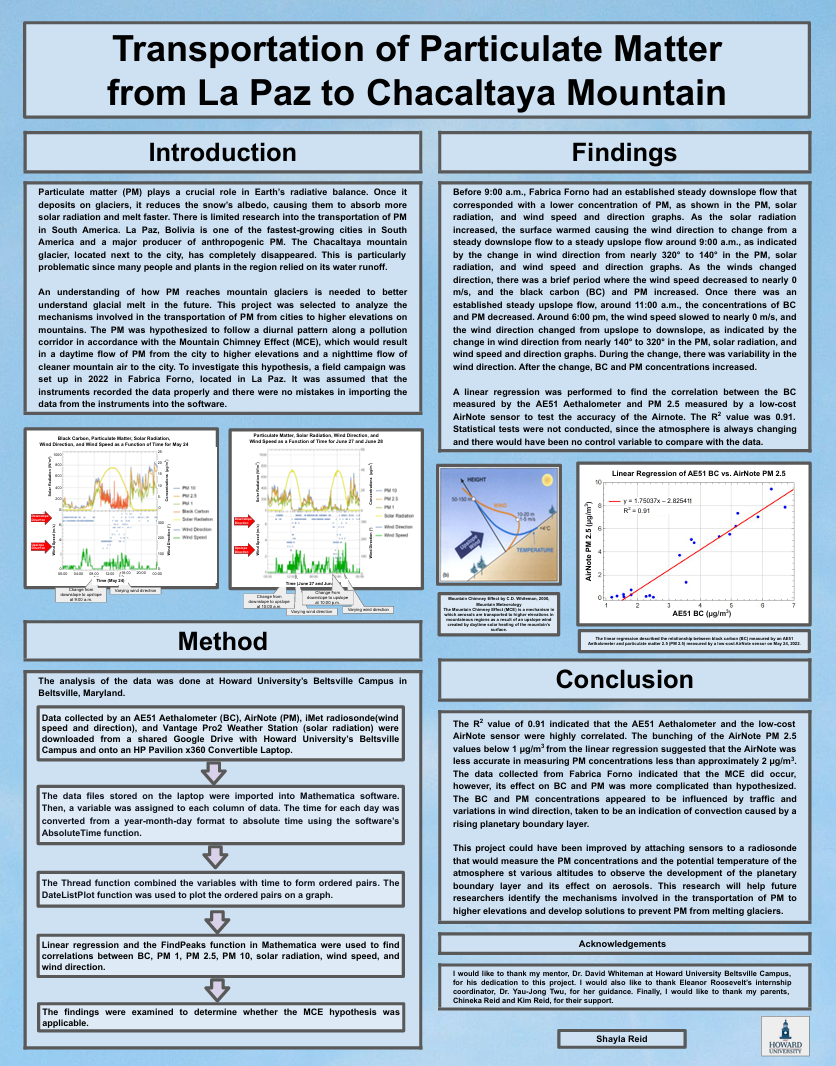 Transportation of Particulate Matter
from La Paz to Chacaltaya Mountain
Introduction
Particulate matter (PM) plays a crucial role in Earth's radiative balance. Once it
deposits on glaciers, it reduces the snow's albedo, causing them to absorb more
solar radiation and melt faster. There is limited research into the transportation of PM
in South America. La Paz, Bolivia is one of the fastest-growing cities in South
America and a major producer of anthropogenic PM. The Chacaltaya mountain
glacier, located next to the city, has completely disappeared. This is particularly
problematic since many people and plants in the region relied on its water runoff.
An understanding of how PM reaches mountain glaciers is needed to better
understand glacial melt in the future. This project was selected to analyze the
mechanisms involved in the transportation of PM from cities to higher elevations on
mountains. The PM was hypothesized to follow a diurnal pattern along a pollution
corridor in accordance with the Mountain Chimney Effect (MCE), which would result
in a daytime flow of PM from the city to higher elevations and a nighttime flow of
cleaner mountain air to the city. To investigate this hypothesis, a field campaign was
set up in 2022 in Fabrica Forno, located in La Paz. It was assumed that the
instruments recorded the data properly and there were no mistakes in importing the
data from the instruments into the software.
Black Carbon, Particulate Matter, Solar Radiation,
Wind Direction, and Wind Speed as a Function of Time for May 24
PM 10
PM 2.5
PM 1
Black Carbon
Solar Radiation
Wind Direction
Wind Speed
Time (May 24)
Change from
downslope to upslope
at 9:00 a.m.
Varying wind direction
Particulate Matter, Solar Radiation, Wind Direction, and
Wind Speed as a Function of Time for June 27 and June 28
PM 10
PM 2.5
PM 1
Solar Radiation
Wind Direction
Wind Speed
Change from
downslope to upslope
at 10:00 a.m.
Varying wind direction
Change from
downslope to upslope
at 10:00 p.m.
Varying wind direction
Method
The analysis of the data was done at Howard University's Beltsville Campus in
Beltsville, Maryland.
Data collected by an AE51 Aethalometer (BC), AirNote (PM), iMet radiosonde(wind
speed and direction), and Vantage Pro2 Weather Station (solar radiation) were
downloaded from a shared Google Drive with Howard University's Beltsville
Campus and onto an HP Pavilion x360 Convertible Laptop.
The data files stored on the laptop were imported into Mathematica software.
Then, a variable was assigned to each column of data. The time for each day was
converted from a year-month-day format to absolute time using the software's
AbsoluteTime function.
The Thread function combined the variables with time to form ordered pairs. The
DateListPlot function was used to plot the ordered pairs on a graph.
Linear regression and the FindPeaks function in Mathematica were used to find
correlations between BC, PM 1, PM 2.5, PM 10, solar radiation, wind speed, and
wind direction.
The findings were examined to determine whether the MCE hypothesis was
applicable.
Findings
Before 9:00 a.m., Fabrica Forno had an established steady downslope flow that
corresponded with a lower concentration of PM, as shown in the PM, solar
radiation, and wind speed and direction graphs. As the solar radiation
increased, the surface warmed causing the wind direction to change from a
steady downslope flow to a steady upslope flow around 9:00 a.m., as indicated
by the change in wind direction from nearly 320° to 140° in the PM, solar
radiation, and wind speed and direction graphs. As the winds changed
direction, there was a brief period where the wind speed decreased to nearly 0
m/s, and the black carbon (BC) and PM increased. Once there was an
established steady upslope flow, around 11:00 a.m., the concentrations of BC
and PM decreased. Around 6:00 pm, the wind speed slowed to nearly 0 m/s, and
the wind direction changed from upslope to downslope, as indicated by the
change in wind direction from nearly 140° to 320° in the PM, solar radiation, and
wind speed and direction graphs. During the change, there was variability in the
wind direction. After the change, BC and PM concentrations increased.
A linear regression was performed to find the correlation between the BC
measured by the AE51 Aethalometer and PM 2.5 measured by a low-cost
AirNote sensor to test the accuracy of the Airnote. The R² value was 0.91.
Statistical tests were not conducted, since the atmosphere is always changing
and there would have been no control variable to compare with the data.
HEIGHT
50-150 m
WIND
10-20 m
1-5 m/s
Upslope
TEMPERATURE
(b)
Mountain Chimney Effect by C.D. Whiteman, 2000,
Mountain Meteorology
The Mountain Chimney Effect (MCE) is a mechanism in
which aerosols are transported to higher elevations in
mountainous regions as a result of an upslope wind
created by daytime solar heating of the mountain's
surface.
Linear Regression of AE51 BC vs. AirNote PM 2.5
y = 1.75037x − 2.82541
R² = 0.91
AirNote PM 2.5 (µg/m³)
10
8
6
4
2
0
1 2 3 4 5 6 7
AE51 BC (µg/m³)
The linear regression described the relationship between black carbon (BC) measured by an AE51
Aethalometer and particulate matter 2.5 (PM 2.5) measured by a low-cost AirNote sensor on May 24, 2022.
Conclusion
The R² value of 0.91 indicated that the AE51 Aethalometer and the low-cost
AirNote sensor were highly correlated. The bunching of the AirNote PM 2.5
values below 1 µg/m³ from the linear regression suggested that the AirNote was
less accurate in measuring PM concentrations less than approximately 2 µg/m³.
The data collected from Fabrica Forno indicated that the MCE did occur,
however, its effect on BC and PM was more complicated than hypothesized.
The BC and PM concentrations appeared to be influenced by traffic and
variations in wind direction, taken to be an indication of convection caused by a
rising planetary boundary layer.
This project could have been improved by attaching sensors to a radiosonde
that would measure the PM concentrations and the potential temperature of the
atmosphere st various altitudes to observe the development of the planetary
boundary layer and its effect on aerosols. This research will help future
researchers identify the mechanisms involved in the transportation of PM to
higher elevations and develop solutions to prevent PM from melting glaciers.
Acknowledgements
I would like to thank my mentor, Dr. David Whiteman at Howard University Beltsville Campus,
for his dedication to this project. I would also like to thank Eleanor Roosevelt's internship
coordinator, Dr. Yau-Jong Twu, for her guidance. Finally, I would like to thank my parents,
Chineka Reid and Kim Reid, for their support.
Shayla Reid
HOWARD
UNIVERSITY